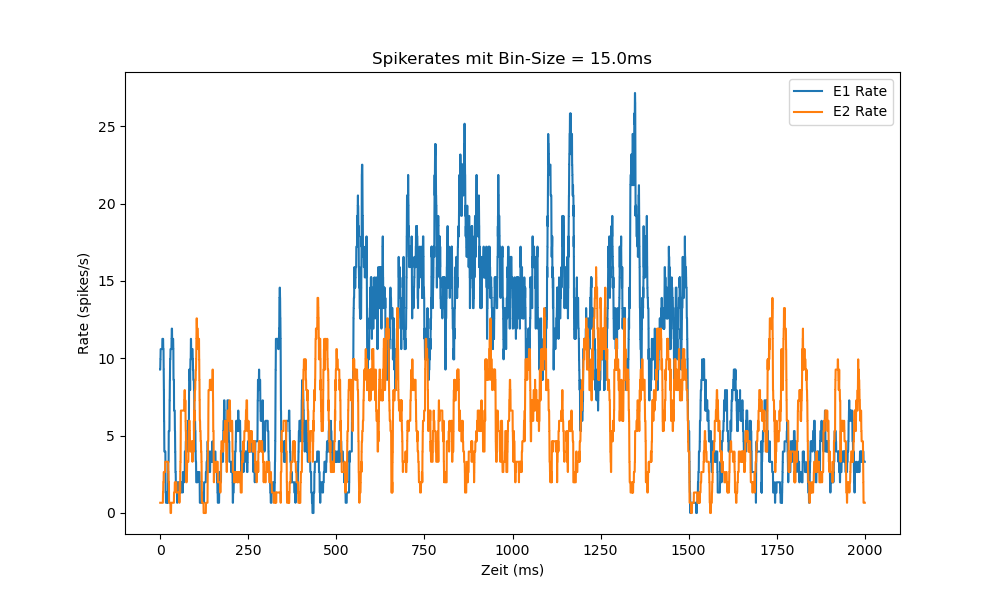 Spikerates mit Bin-Size = 15.0ms
E1 Rate
E2 Rate
Rate (spikes/s)
25
20
15
10
5
0
0 250 500 750 1000 1250 1500 1750 2000
Zeit (ms)